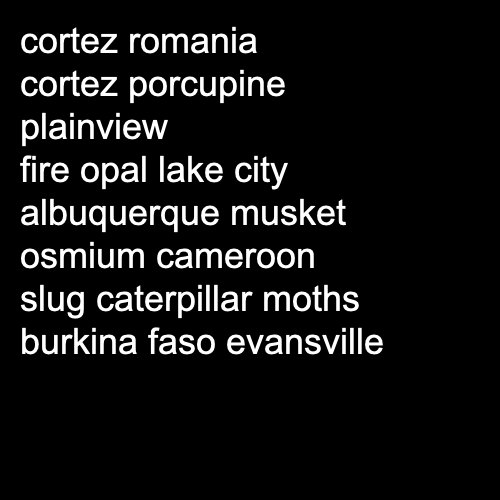 cortez romania
cortez porcupine
plainview
fire opal lake city
albuquerque musket
osmium cameroon
slug caterpillar moths
burkina faso evansville